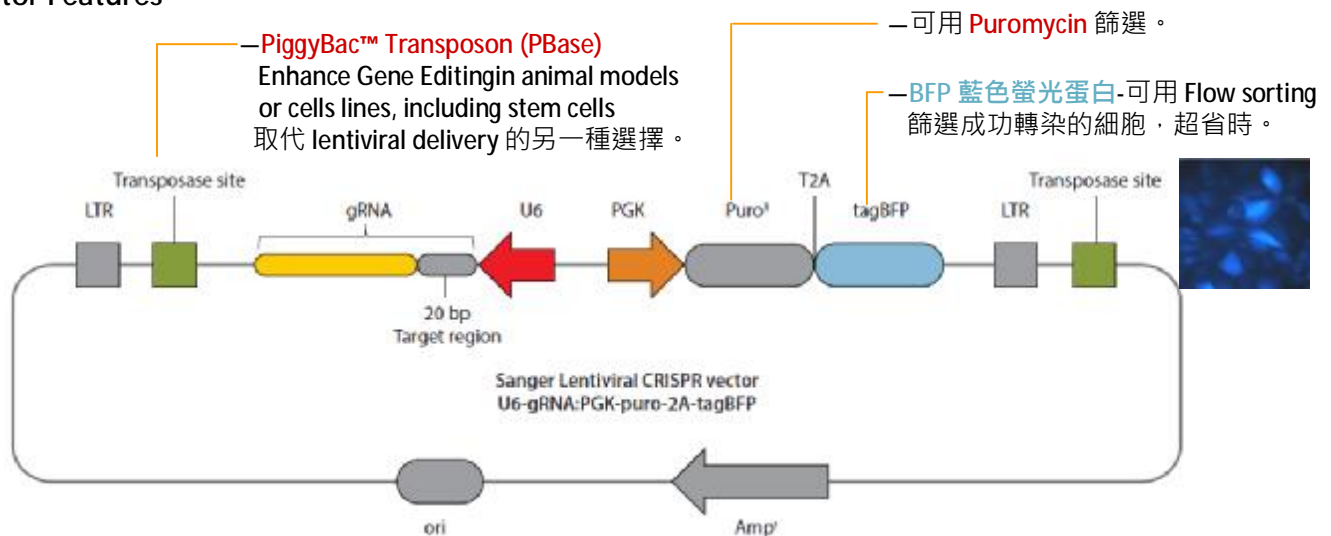 tor Features
—PiggyBac™ Transposon (PBase)
Enhance Gene Editingin animal models
or cells lines, including stem cells
取代 lentiviral delivery 的另一種選擇。
—可用 Puromycin 篩選。
—BFP 藍色螢光蛋白-可用 Flow sorting
篩選成功轉染的細胞，超省時。
Transposase site
LTR
gRNA
U6
PGK
Puroᴿ
T2A
tagBFP
LTR
Transposase site
20 bp
Target region
Sanger Lentiviral CRISPR vector
U6-gRNA:PGK-puro-2A-tagBFP
ori
Ampʳ